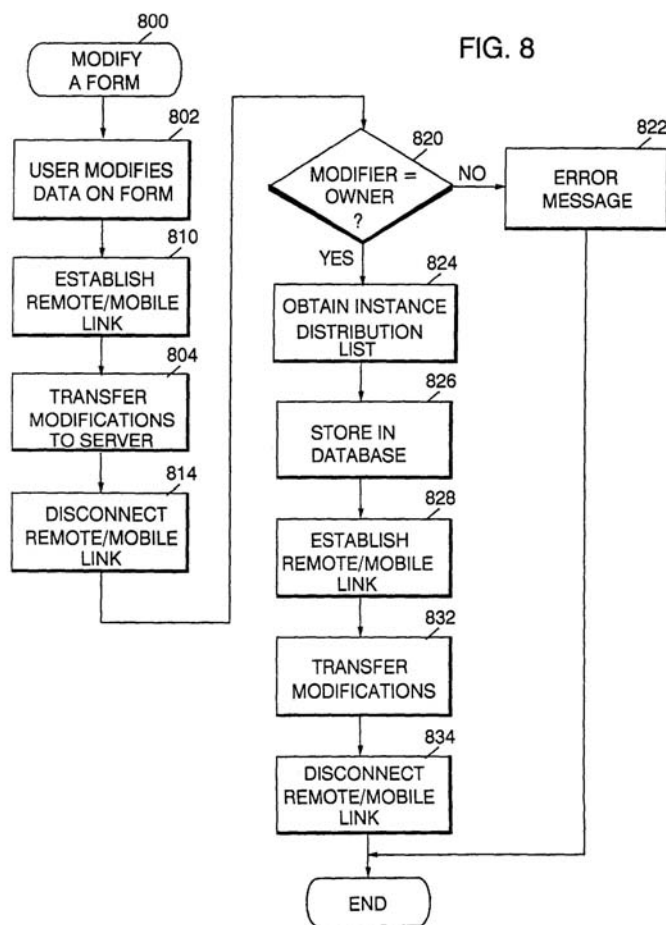 FIG. 8
800
MODIFY
A FORM
802
USER MODIFIES
DATA ON FORM
810
ESTABLISH
REMOTE/MOBILE
LINK
804
TRANSFER
MODIFICATIONS
TO SERVER
814
DISCONNECT
REMOTE/MOBILE
LINK
820
MODIFIER =
OWNER
?
NO
822
ERROR
MESSAGE
YES
824
OBTAIN INSTANCE
DISTRIBUTION
LIST
826
STORE IN
DATABASE
828
ESTABLISH
REMOTE/MOBILE
LINK
832
TRANSFER
MODIFICATIONS
834
DISCONNECT
REMOTE/MOBILE
LINK
END